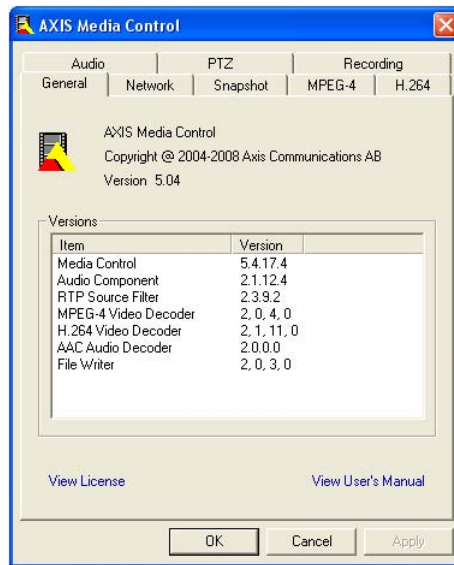 AXIS Media Control
Audio PTZ Recording
General Network Snapshot MPEG-4 H.264
AXIS Media Control
Copyright @ 2004-2008 Axis Communications AB
Version 5.04
Versions
Item Version
Media Control 5.4.17.4
Audio Component 2.1.12.4
RTP Source Filter 2.3.9.2
MPEG-4 Video Decoder 2, 0, 4, 0
H.264 Video Decoder 2, 1, 11, 0
AAC Audio Decoder 2.0.0.0
File Writer 2, 0, 3, 0
View License View User's Manual
OK Cancel Apply